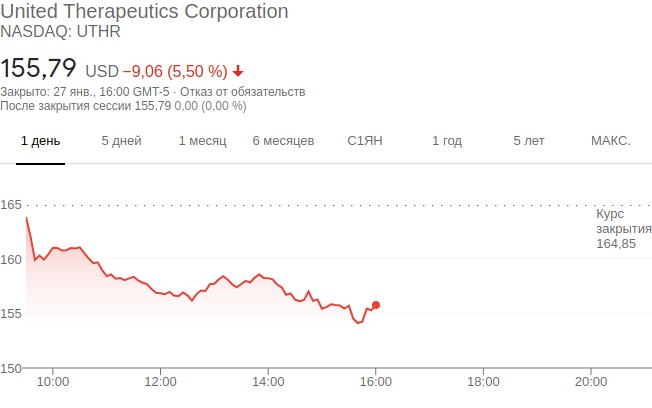 United Therapeutics Corporation
NASDAQ: UTHR
155,79 USD −9,06 (5,50 %)
Закрыто: 27 янв., 16:00 GMT-5 · Отказ от обязательств
После закрытия сессии 155,79 0,00 (0,00 %)
1 день 5 дней 1 месяц 6 месяцев С1ЯН 1 год 5 лет МАКС.
165
Курс
закрытия
164,85
160
155
150
10:00 12:00 14:00 16:00 18:00 20:00